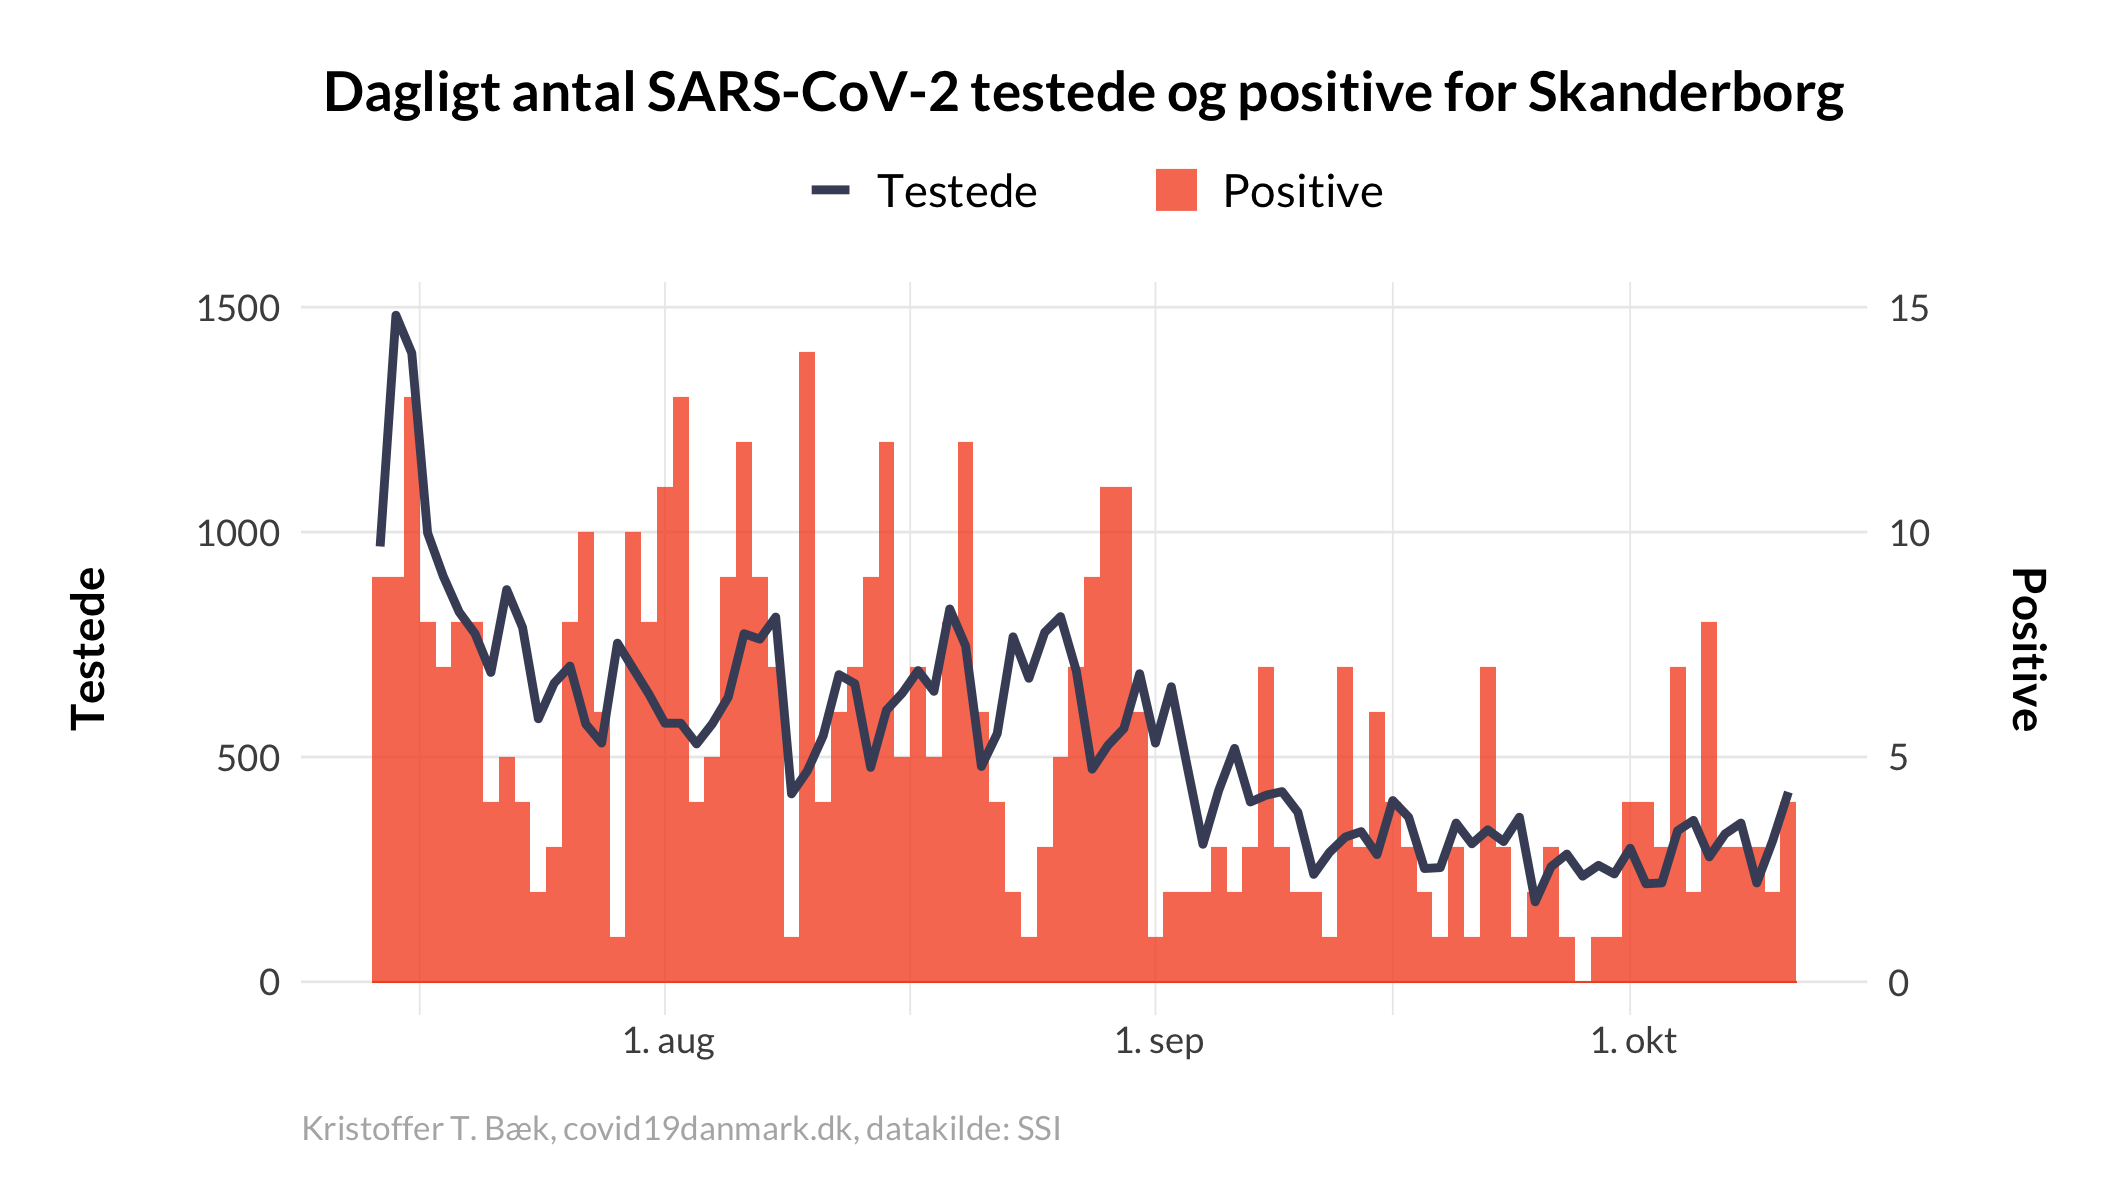 Dagligt antal SARS-CoV-2 testede og positive for Skanderborg
Testede
Positive
1500
1000
500
0
Testede
15
10
5
0
Positive
1. aug
1. sep
1. okt
Kristoffer T. Bæk, covid19danmark.dk, datakilde: SSI